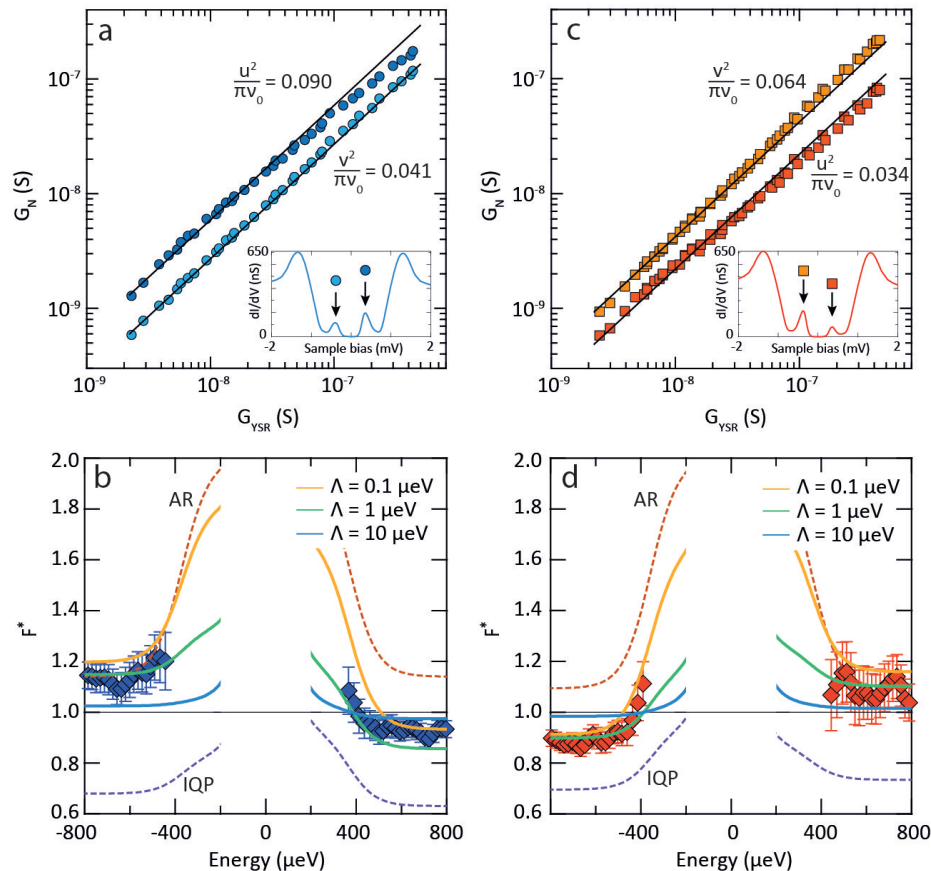 a
10⁻⁷
10⁻⁸
10⁻⁹
G_N (S)
u²/πν₀ = 0.090
v²/πν₀ = 0.041
650
0
dI/dV (nS)
-2
2
Sample bias (mV)
10⁻⁹
10⁻⁸
10⁻⁷
G_YSR (S)
c
10⁻⁷
10⁻⁸
10⁻⁹
G_N (S)
v²/πν₀ = 0.064
u²/πν₀ = 0.034
650
0
dI/dV (nS)
-2
2
Sample bias (mV)
10⁻⁹
10⁻⁸
10⁻⁷
G_YSR (S)
b
2.0
1.8
1.6
1.4
1.2
1.0
0.8
0.6
F*
AR
IQP
Λ = 0.1 µeV
Λ = 1 µeV
Λ = 10 µeV
-800
-400
0
400
800
Energy (µeV)
d
2.0
1.8
1.6
1.4
1.2
1.0
0.8
0.6
F*
AR
IQP
Λ = 0.1 µeV
Λ = 1 µeV
Λ = 10 µeV
-400
0
400
800
Energy (µeV)